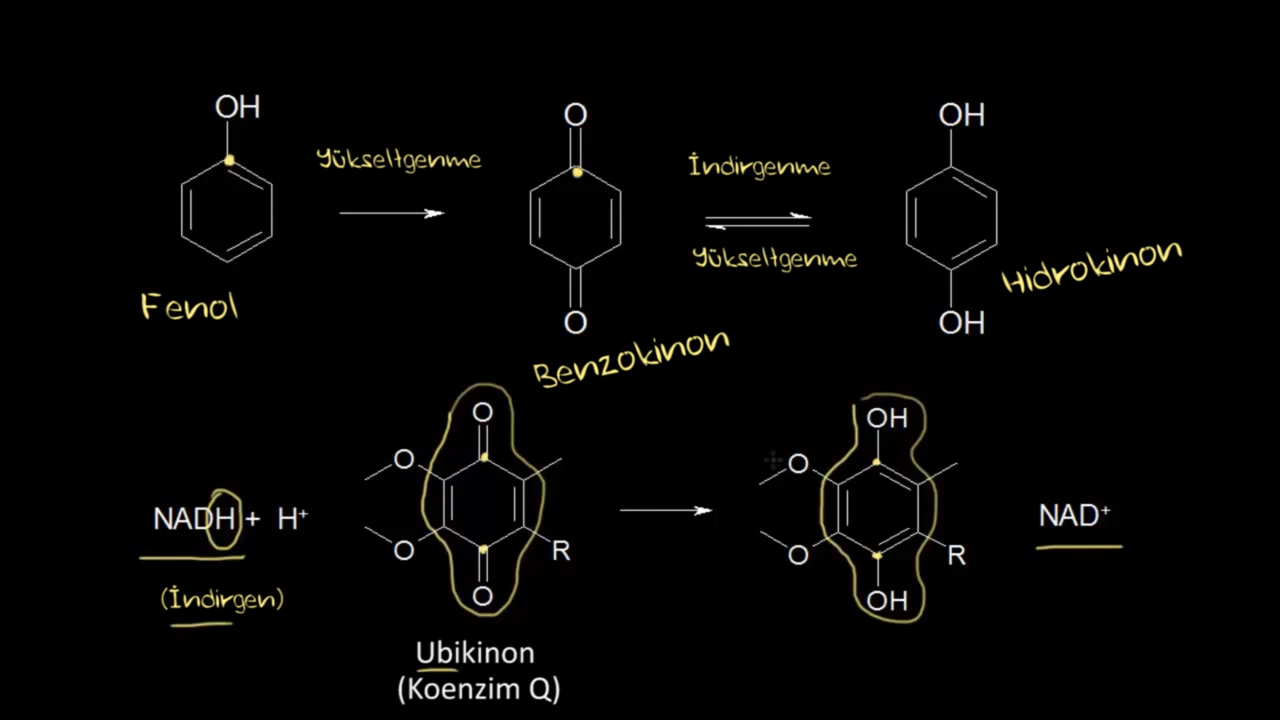 OH
Yükseltgenme
Fenol
O
O
Benzokinon
İndirgenme
Yükseltgenme
OH
OH
Hidrokinon
NADH + H⁺
(İndirgen)
O
O
O
R
O
Ubikinon
(Koenzim Q)
OH
O
O
R
OH
NAD⁺